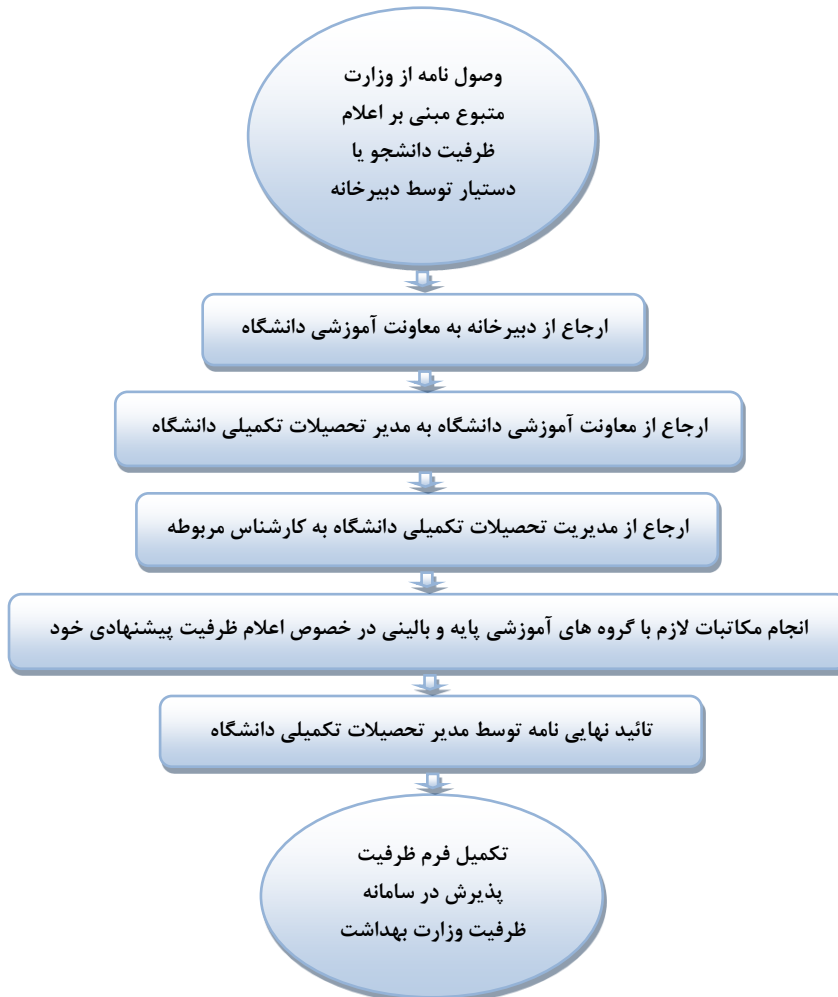 وصول نامه از وزارت
متبوع مبنی بر اعلام
ظرفیت دانشجو یا
دستیار توسط دبیرخانه
ارجاع از دبیرخانه به معاونت آموزشی دانشگاه
ارجاع از معاونت آموزشی دانشگاه به مدیر تحصیلات تکمیلی دانشگاه
ارجاع از مدیریت تحصیلات تکمیلی دانشگاه به کارشناس مربوطه
انجام مکاتبات لازم با گروه های آموزشی پایه و بالینی در خصوص اعلام ظرفیت پیشنهادی خود
تائید نهایی نامه توسط مدیر تحصیلات تکمیلی دانشگاه
تکمیل فرم ظرفیت
پذیرش در سامانه
ظرفیت وزارت بهداشت